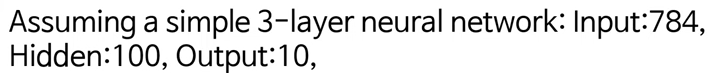 Assuming a simple 3-layer neural network: Input:784,
Hidden:100, Output:10,